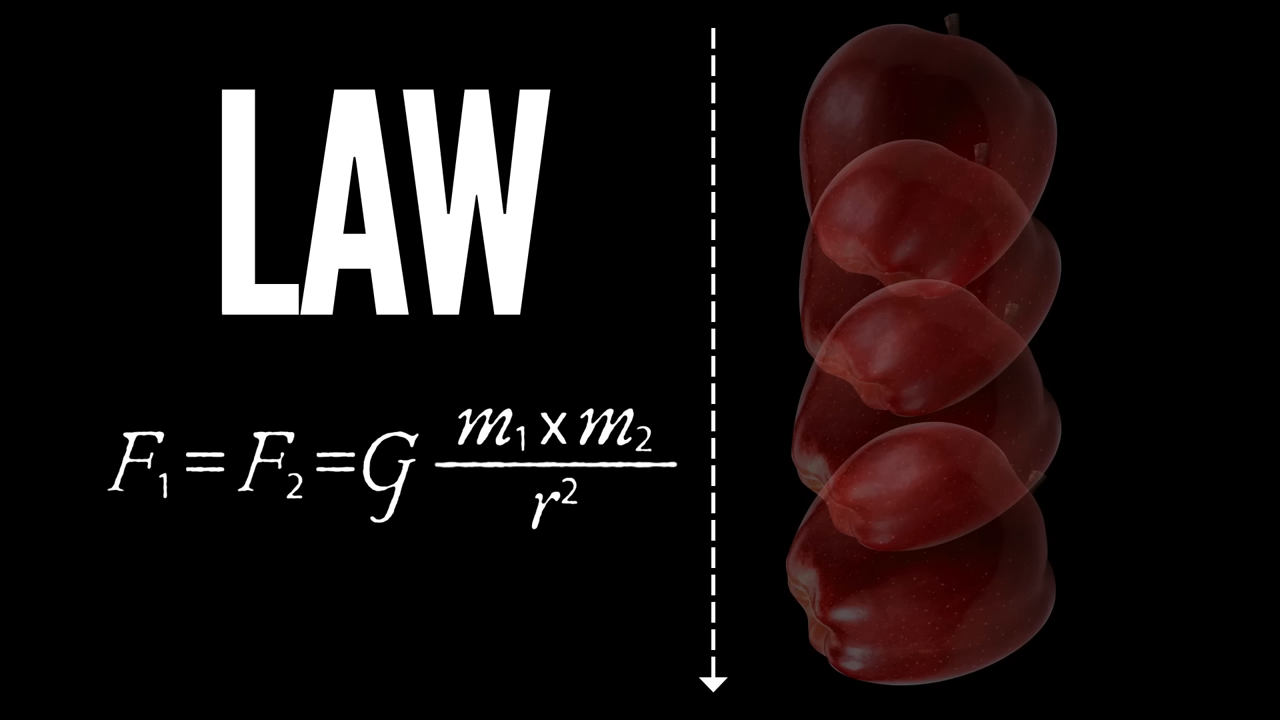 LAW
F₁ = F₂ = G m₁ x m₂ / r²